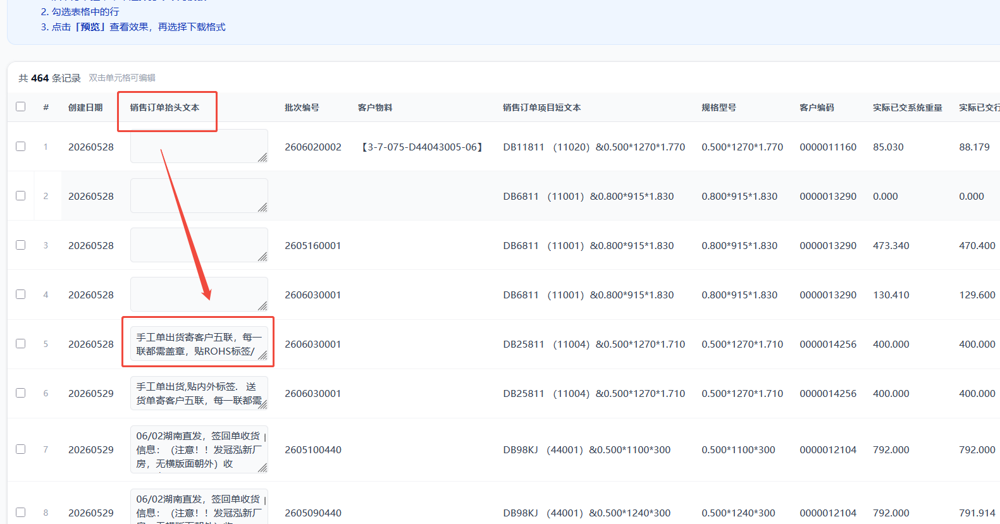 2. 勾选表格中的行
3. 点击「预览」查看效果，再选择下载格式
共 464 条记录 双击单元格可编辑
# 创建日期 销售订单抬头文本 批次编号 客户物料 销售订单项目短文本 规格型号 客户编码 实际已交系统重量 实际已交行
1 20260528 2606020002 【3-7-075-D44043005-06】 DB11811 （11020）&0.500*1270*1.770 0.500*1270*1.770 0000011160 85.030 88.179
2 20260528 DB6811 （11001）&0.800*915*1.830 0.800*915*1.830 0000013290 0.000 0.000
3 20260528 2605160001 DB6811 （11001）&0.800*915*1.830 0.800*915*1.830 0000013290 473.340 470.400
4 20260528 2606030001 DB6811 （11001）&0.800*915*1.830 0.800*915*1.830 0000013290 130.410 129.600
手工单出货寄客户五联，每一
联都需盖章，贴ROHS标签/
5 20260528 2606030001 DB25811 （11004）&0.500*1270*1.710 0.500*1270*1.710 0000014256 400.000 400.000
手工单出货,贴内外标签. 送
货单寄客户五联，每一联都需
6 20260529 2606030001 DB25811 （11004）&0.500*1270*1.710 0.500*1270*1.710 0000014256 400.000 400.000
06/02湖南直发，签回单收货
信息：（注意！！发冠泓新厂
房，无横版面朝外）收
7 20260529 2605100440 DB98KJ （44001）&0.500*1100*300 0.500*1100*300 0000012104 792.000 792.000
06/02湖南直发，签回单收货
信息：（注意！！发冠泓新厂
8 20260529 2605090440 DB98KJ （44001）&0.500*1240*300 0.500*1240*300 0000012104 792.000 791.914